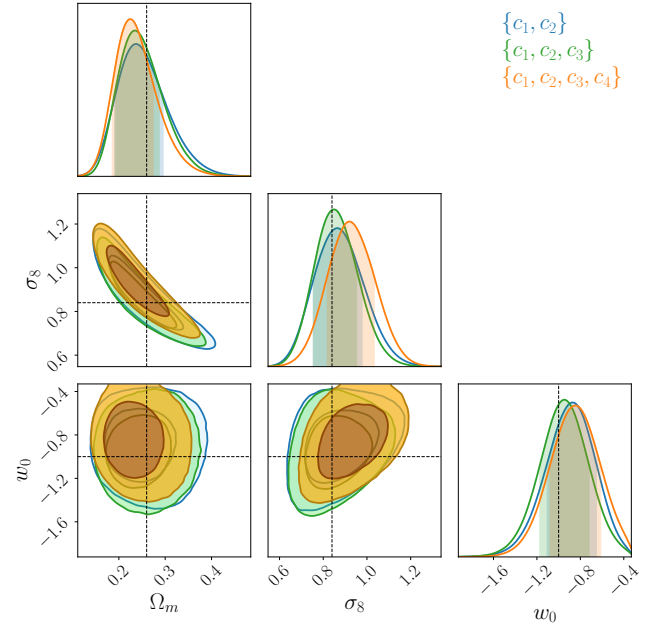 {c₁, c₂}
{c₁, c₂, c₃}
{c₁, c₂, c₃, c₄}
σ₈
1.2
1.0
0.8
0.6
w₀
−0.4
−0.8
−1.2
−1.6
0.2 0.3 0.4
Ωₘ
0.6 0.8 1.0 1.2
σ₈
−1.6 −1.2 −0.8 −0.4
w₀